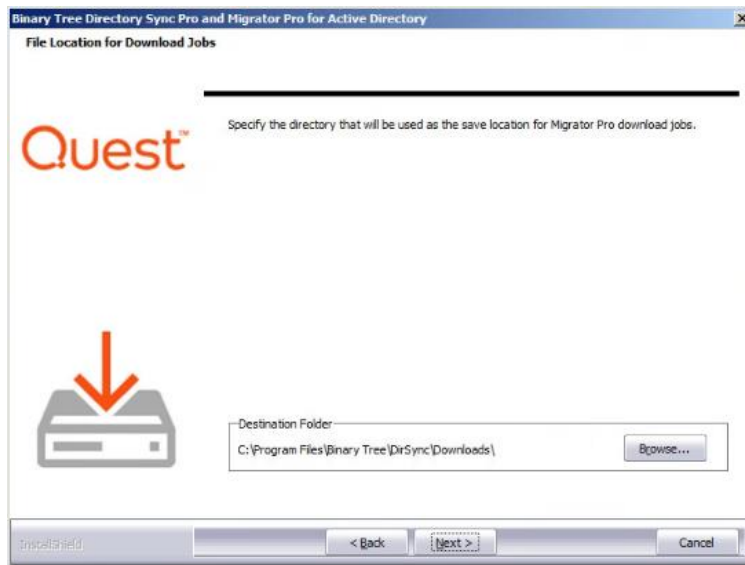 Binary Tree Directory Sync Pro and Migrator Pro for Active Directory
File Location for Download Jobs
Specify the directory that will be used as the save location for Migrator Pro download jobs.
Quest™
Destination Folder
C:\Program Files\Binary Tree\DirSync\Downloads\
Browse...
InstallShield
< Back
Next >
Cancel